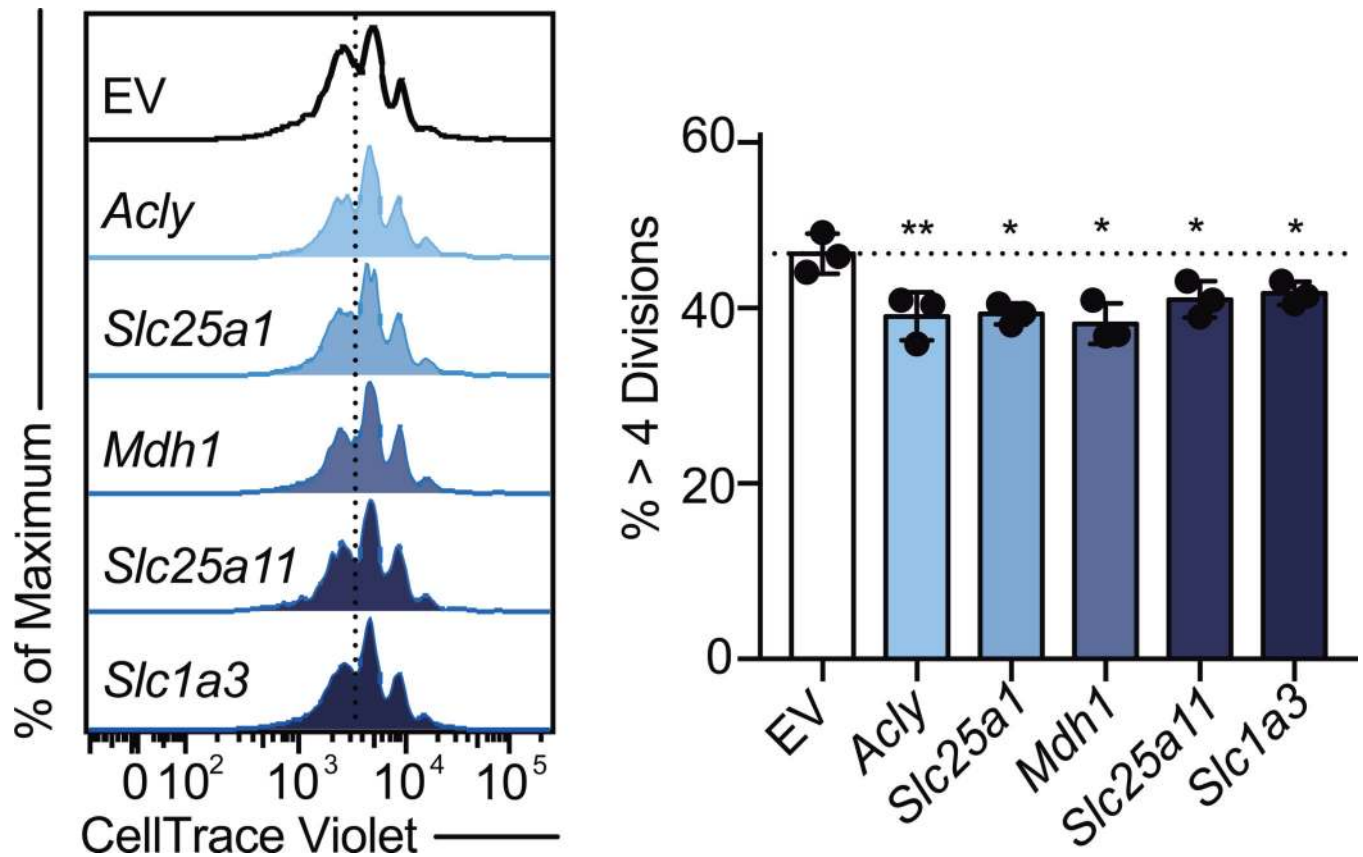 % of Maximum
EV
Acly
Slc25a1
Mdh1
Slc25a11
Slc1a3
0 10² 10³ 10⁴ 10⁵
CellTrace Violet
% > 4 Divisions
60
40
20
0
** * * * *
EV
Acly
Slc25a1
Mdh1
Slc25a11
Slc1a3